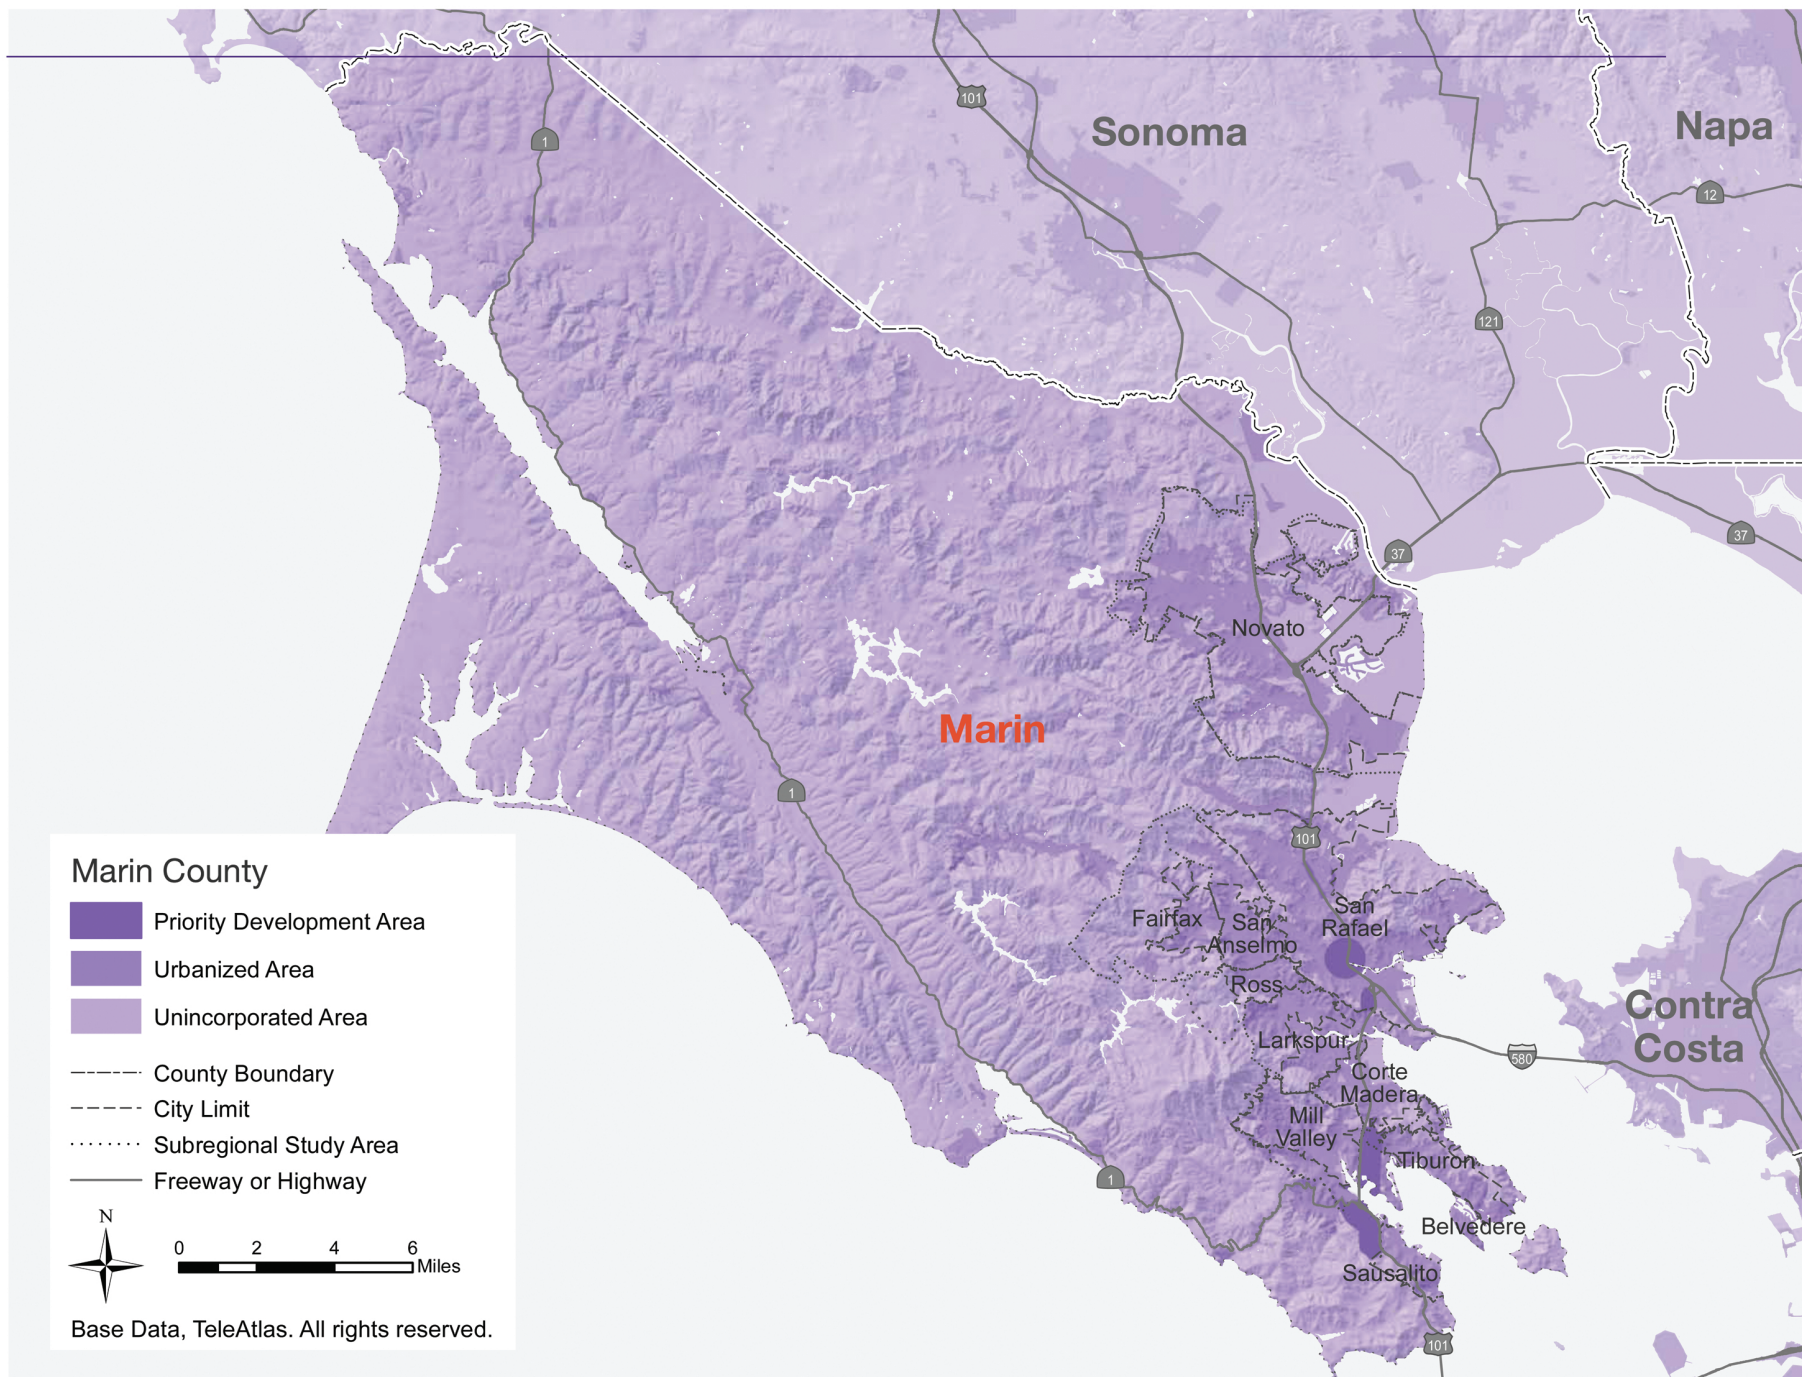 101
Sonoma
Napa
1
12
121
37
37
Novato
Marin
1
101
Fairfax
San
Anselmo
San
Rafael
Ross
Contra
Costa
Larkspur
580
Corte
Madera
Mill
Valley
Tiburon
1
Belvedere
Sausalito
101
Marin County
Priority Development Area
Urbanized Area
Unincorporated Area
County Boundary
City Limit
Subregional Study Area
Freeway or Highway
N
0 2 4 6
Miles
Base Data, TeleAtlas. All rights reserved.